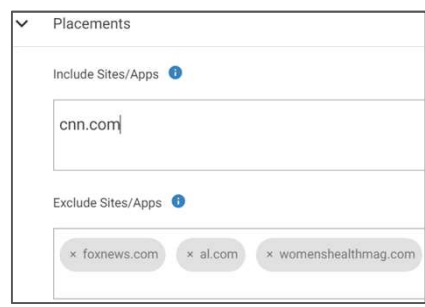 Placements
Include Sites/Apps
cnn.com
Exclude Sites/Apps
× foxnews.com × al.com × womenshealthmag.com